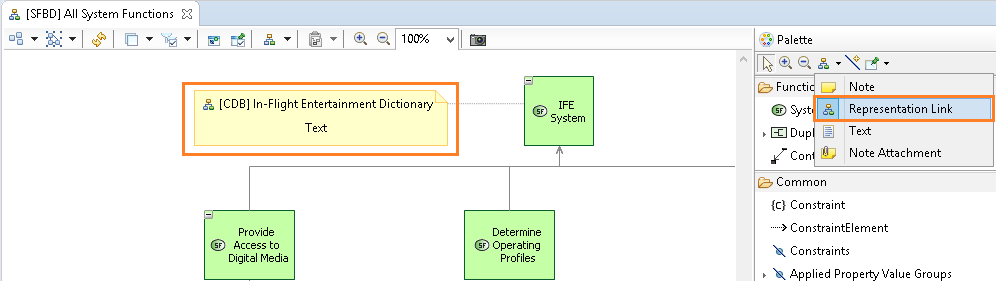 [SFBD] All System Functions
100%
Palette
Note
Representation Link
Text
Note Attachment
Functio
Syst
Dupl
Cont
Common
{c} Constraint
ConstraintElement
Constraints
Applied Property Value Groups
[CDB] In-Flight Entertainment Dictionary
Text
SF
IFE
System
SF
Provide
Access to
Digital Media
SF
Determine
Operating
Profiles
SF